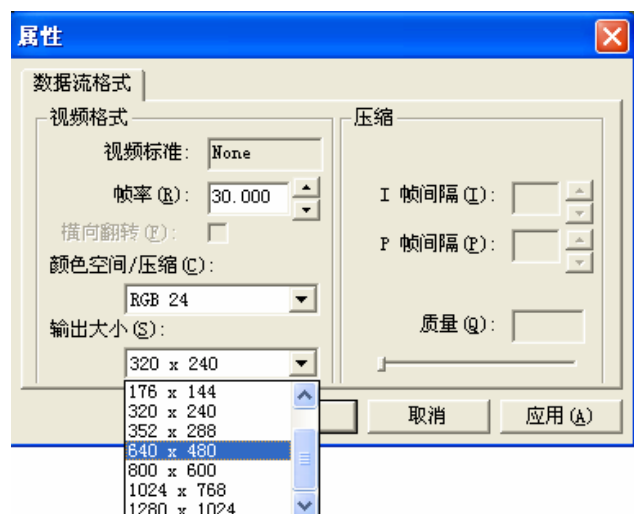 属性
数据流格式
视频格式
视频标准: None
帧率(R): 30.000
横向翻转(F):
颜色空间/压缩(C):
RGB 24
输出大小(S):
320 x 240
176 x 144
320 x 240
352 x 288
640 x 480
800 x 600
1024 x 768
1280 x 1024
压缩
I 帧间隔(I):
P 帧间隔(P):
质量(Q):
取消
应用(A)